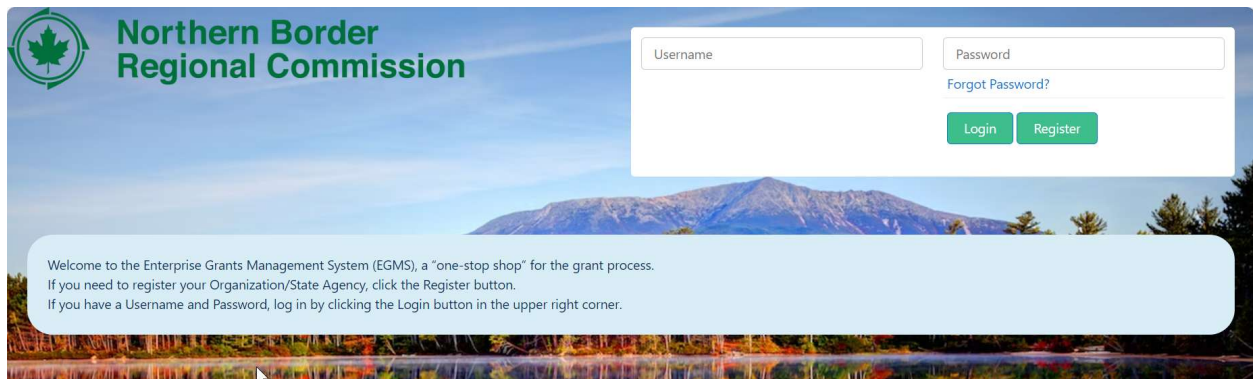 Northern Border
Regional Commission
Username
Password
Forgot Password?
Login
Register
Welcome to the Enterprise Grants Management System (EGMS), a “one-stop shop” for the grant process.
If you need to register your Organization/State Agency, click the Register button.
If you have a Username and Password, log in by clicking the Login button in the upper right corner.